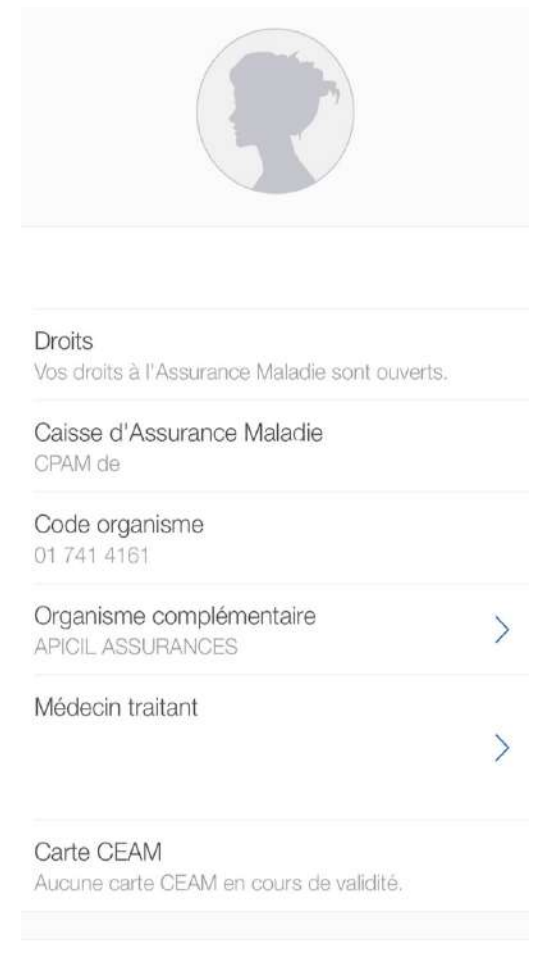 Droits
Vos droits à l'Assurance Maladie sont ouverts.
Caisse d'Assurance Maladie
CPAM de
Code organisme
01 741 4161
Organisme complémentaire
APICIL ASSURANCES
Médecin traitant
Carte CEAM
Aucune carte CEAM en cours de validité.